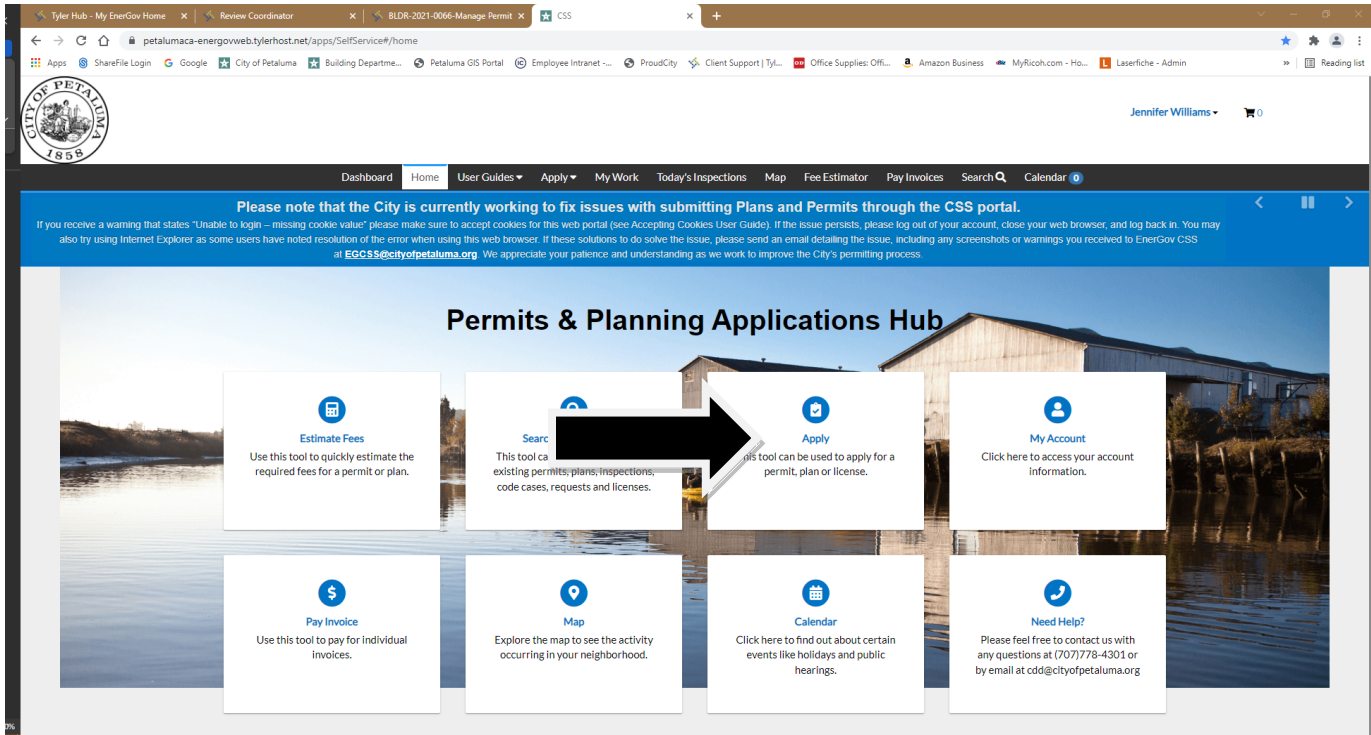 Tyler Hub - My EnerGov Home
Review Coordinator
BLDR-2021-0066-Manage Permit
CSS
petalumaca-energovweb.tylerhost.net/apps/SelfService#/home
Apps ShareFile Login Google City of Petaluma Building Departme... Petaluma GIS Portal Employee Intranet -... ProudCity Client Support | Tyl... Office Supplies: Offi... Amazon Business MyRicoh.com - Ho... Laserfiche - Admin » Reading list
CITY OF PETALUMA
1858
Jennifer Williams 0
Dashboard Home User Guides Apply My Work Today's Inspections Map Fee Estimator Pay Invoices Search Calendar 0
Please note that the City is currently working to fix issues with submitting Plans and Permits through the CSS portal.
If you receive a warning that states "Unable to login – missing cookie value" please make sure to accept cookies for this web portal (see Accepting Cookies User Guide). If the issue persists, please log out of your account, close your web browser, and log back in. You may
also try using Internet Explorer as some users have noted resolution of the error when using this web browser. If these solutions to do solve the issue, please send an email detailing the issue, including any screenshots or warnings you received to EnerGov CSS
at EGCSS@cityofpetaluma.org. We appreciate your patience and understanding as we work to improve the City's permitting process.
Permits & Planning Applications Hub
Estimate Fees
Use this tool to quickly estimate the
required fees for a permit or plan.
This tool ca
existing permits, plans, inspections,
code cases, requests and licenses.
Apply
his tool can be used to apply for a
permit, plan or license.
My Account
Click here to access your account
information.
Pay Invoice
Use this tool to pay for individual
invoices.
Map
Explore the map to see the activity
occurring in your neighborhood.
Calendar
Click here to find out about certain
events like holidays and public
hearings.
Need Help?
Please feel free to contact us with
any questions at (707)778-4301 or
by email at cdd@cityofpetaluma.org
0%